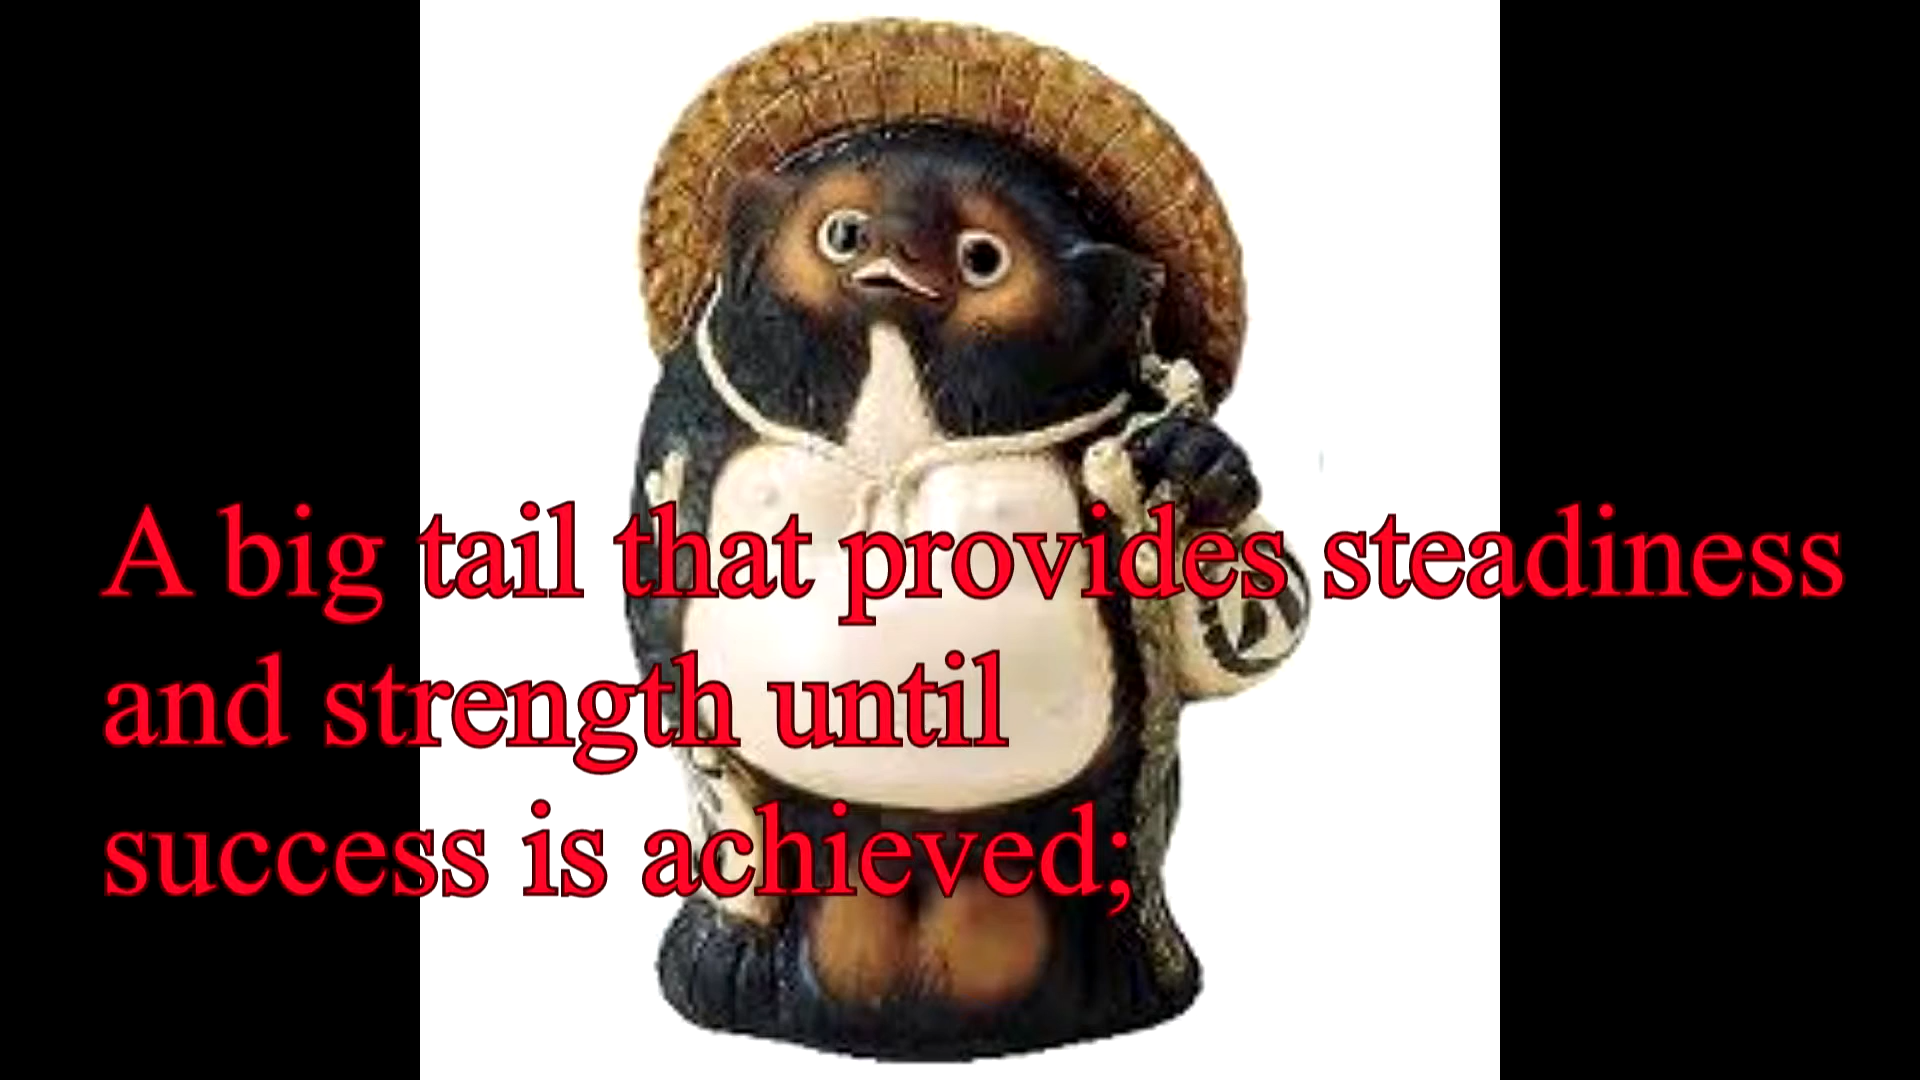 A big tail that provides steadiness
and strength until
success is achieved;